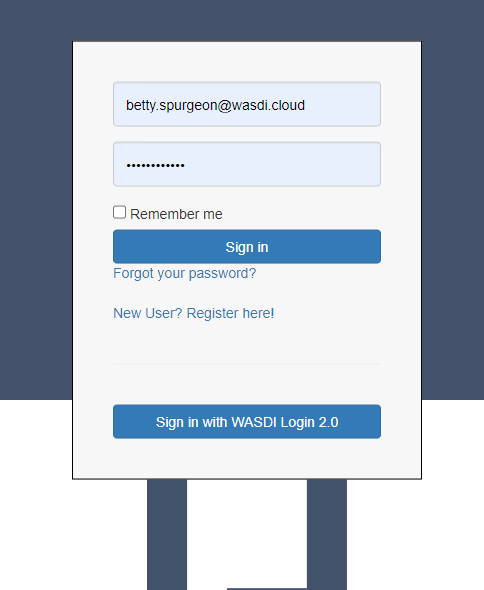 betty.spurgeon@wasdi.cloud
••••••••••••
Remember me
Sign in
Forgot your password?
New User? Register here!
Sign in with WASDI Login 2.0